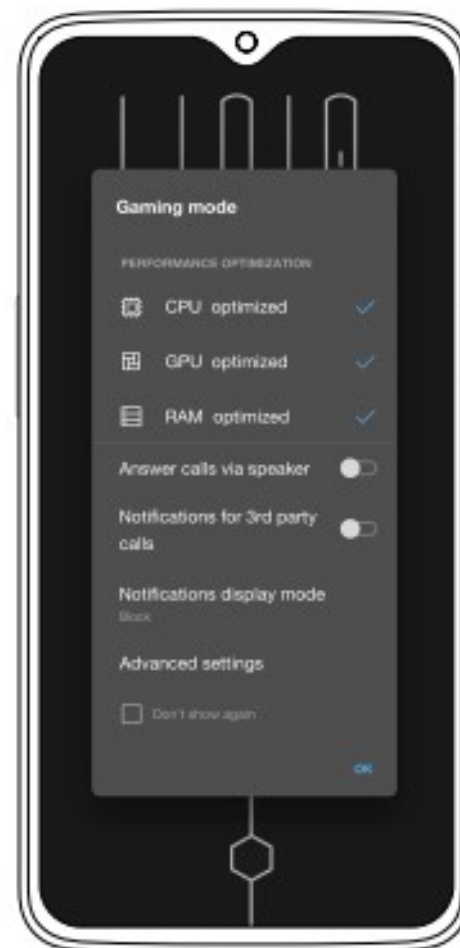 Gaming mode
PERFORMANCE OPTIMIZATION
CPU optimized
GPU optimized
RAM optimized
Answer calls via speaker
Notifications for 3rd party
calls
Notifications display mode
Block
Advanced settings
Don't show again
OK